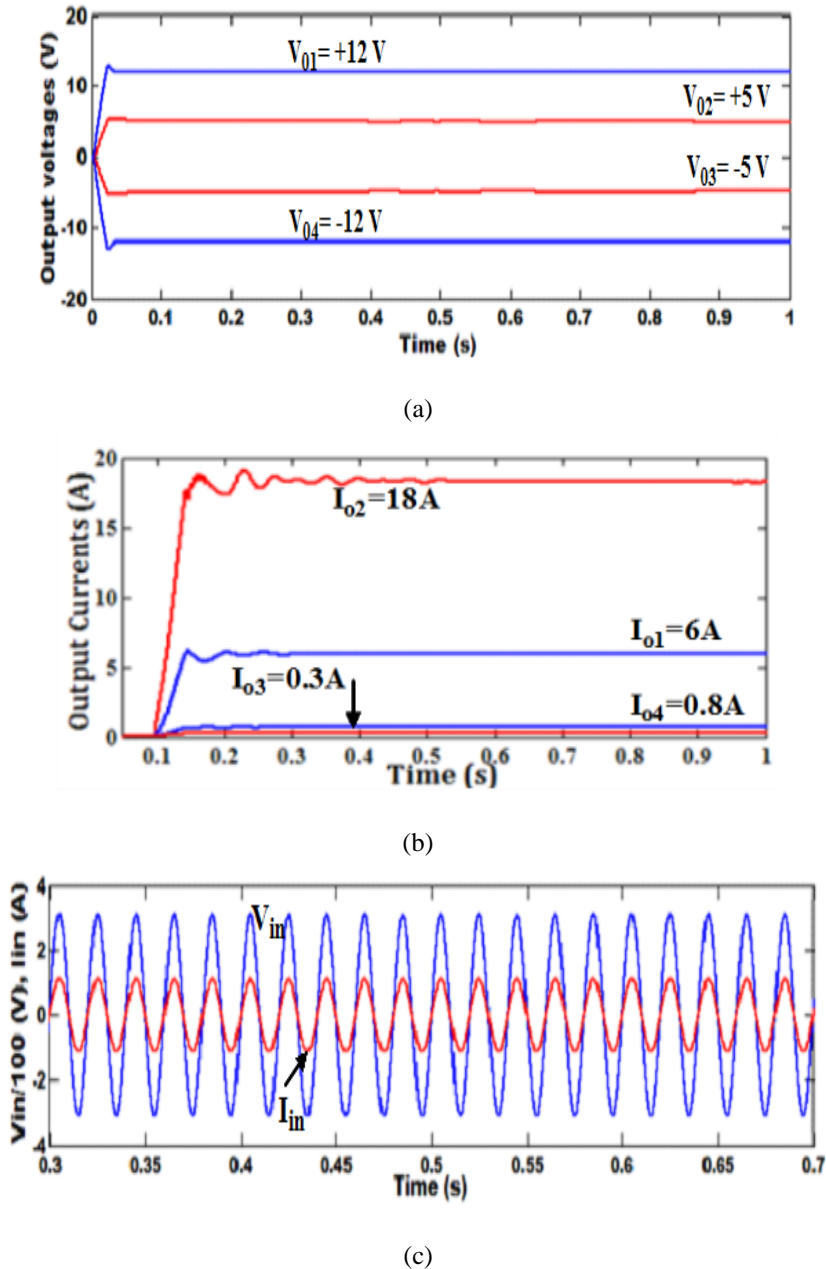 20
10
0
-10
-20
Output voltages (V)
V01= +12 V
V02= +5 V
V03= -5 V
V04= -12 V
0 0.1 0.2 0.3 0.4 0.5 0.6 0.7 0.8 0.9 1
Time (s)
(a)
20
15
10
5
0
Output Currents (A)
Io2=18A
Io1=6A
Io3=0.3A
Io4=0.8A
0.1 0.2 0.3 0.4 0.5 0.6 0.7 0.8 0.9 1
Time (s)
(b)
4
2
0
-2
-4
Vin/100 (V), Iin (A)
Vin
Iin
0.3 0.35 0.4 0.45 0.5 0.55 0.6 0.65 0.7
Time (s)
(c)